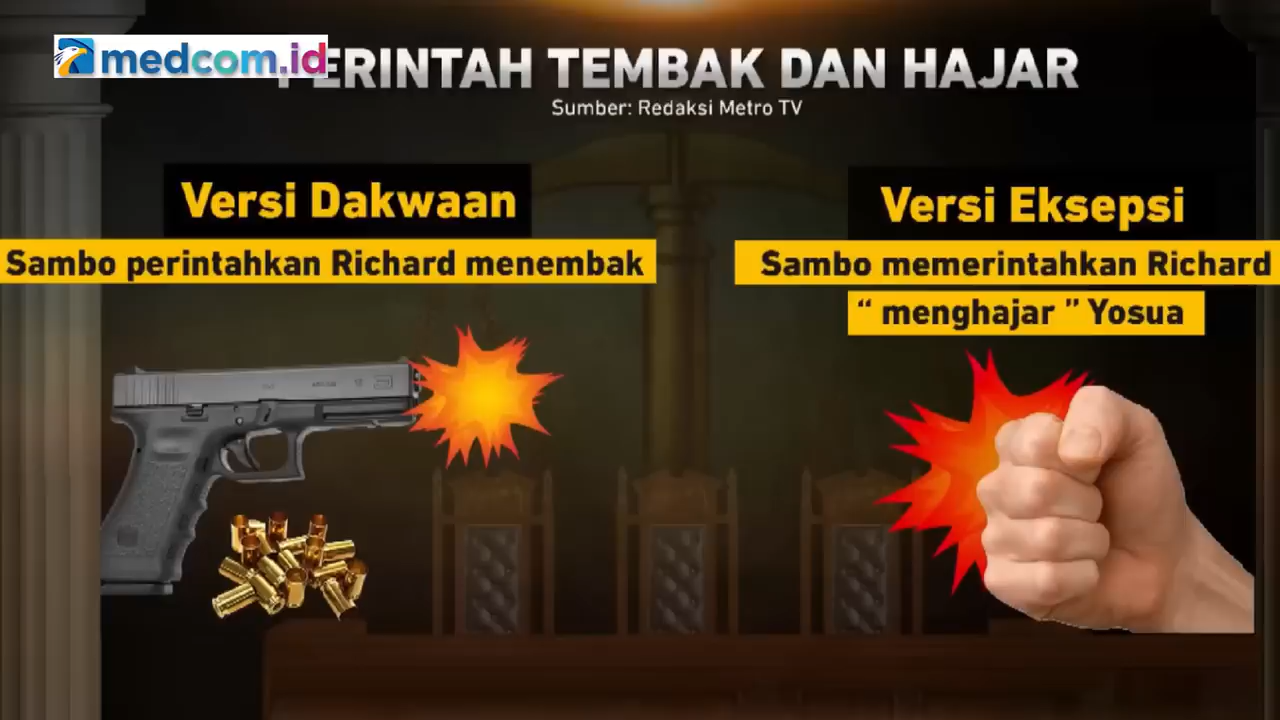 medcom.id
PERINTAH TEMBAK DAN HAJAR
Sumber: Redaksi Metro TV
Versi Dakwaan
Sambo perintahkan Richard menembak
Versi Eksepsi
Sambo memerintahkan Richard
“ menghajar ” Yosua